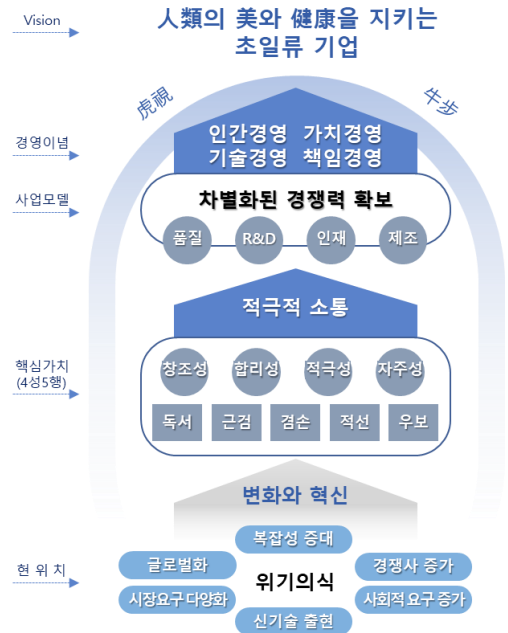 Vision
人類의 美와 健康을 지키는
초일류 기업
虎視
牛步
경영이념
인간경영 가치경영
기술경영 책임경영
사업모델
차별화된 경쟁력 확보
품질 R&D 인재 제조
적극적 소통
핵심가치
(4성5행)
창조성 합리성 적극성 자주성
독서 근검 겸손 적선 우보
변화와 혁신
현 위 치
복잡성 증대
글로벌화 경쟁사 증가
위기의식
시장요구 다양화 사회적 요구 증가
신기술 출현